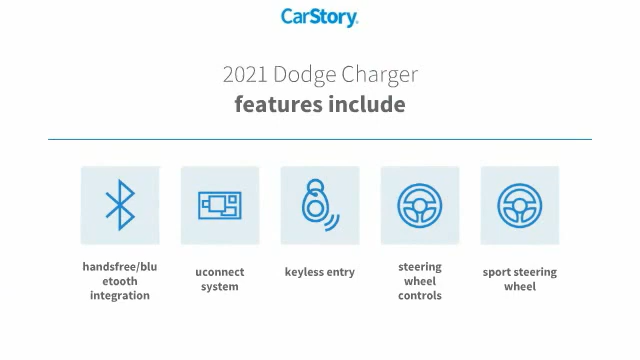 CarStory
2021 Dodge Charger
features include
handsfree/blu
etooth
integration
uconnect
system
keyless entry
steering
wheel
controls
sport steering
wheel